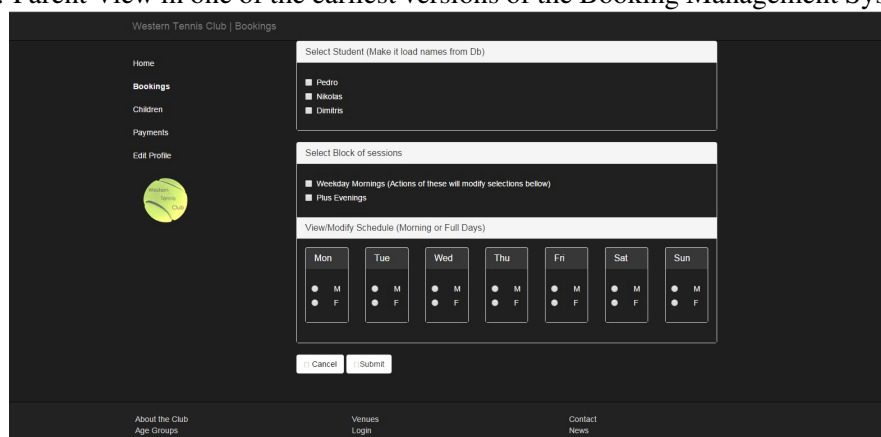 Parent View in one of the earliest versions of the Booking Management Sys
Western Tennis Club | Bookings
Home
Bookings
Children
Payments
Edit Profile
Western
Tennis
Club
Select Student (Make it load names from Db)
Pedro
Nikolas
Dimitris
Select Block of sessions
Weekday Mornings (Actions of these will modify selections bellow)
Plus Evenings
View/Modify Schedule (Morning or Full Days)
Mon Tue Wed Thu Fri Sat Sun
M M M M M M M
F F F F F F F
Cancel Submit
About the Club Venues Contact
Age Groups Login News